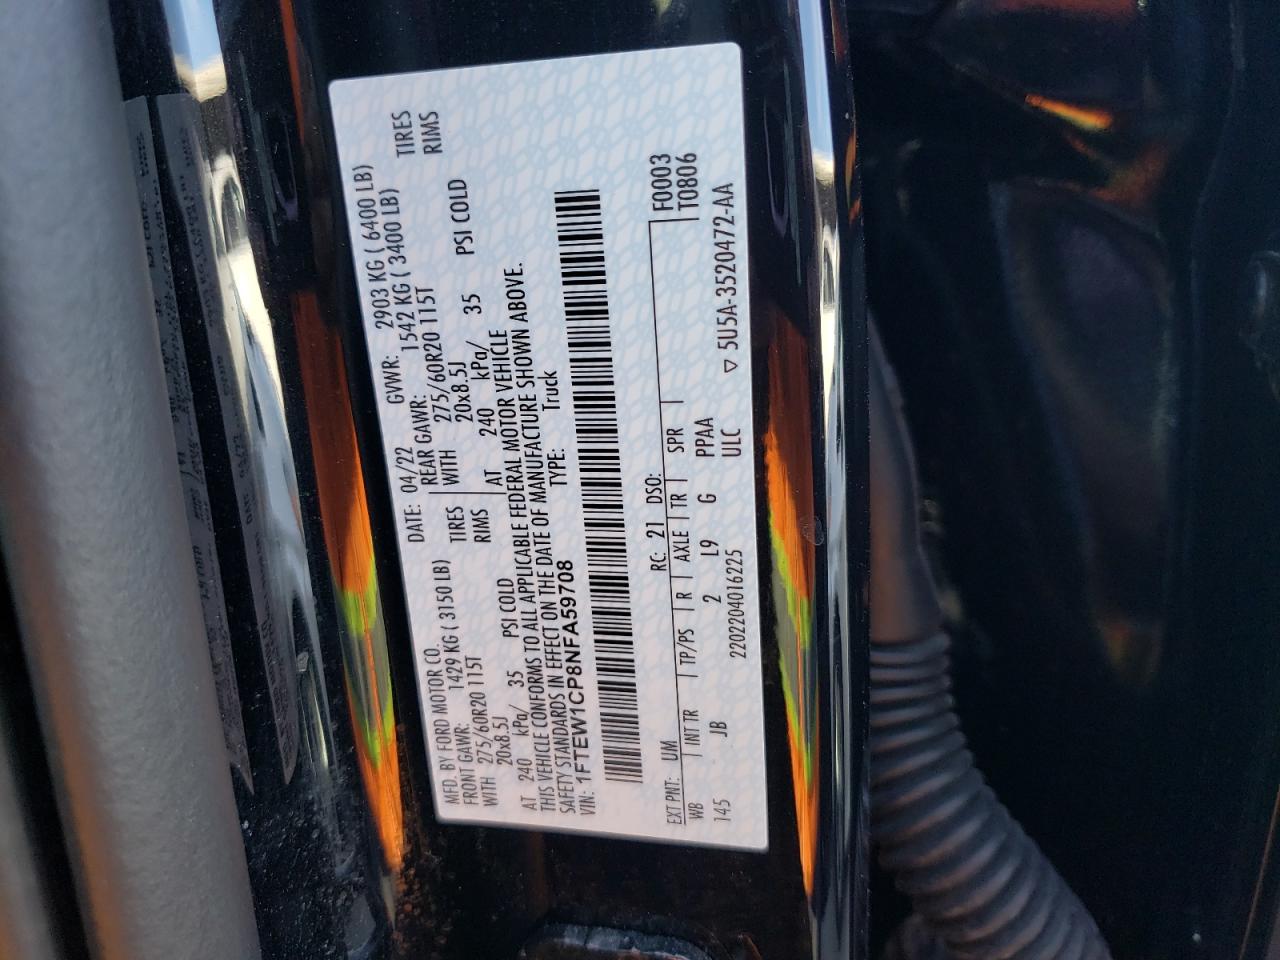 MFD. BY FORD MOTOR CO. DATE: 04/22 GVWR: 2903 KG ( 6400 LB)
FRONT GAWR: 1429 KG ( 3150 LB) REAR GAWR: 1542 KG ( 3400 LB)
WITH 275/60R20 115T TIRES WITH 275/60R20 115T TIRES
20x8.5J RIMS 20x8.5J RIMS
AT 240 kPa/ 35 PSI COLD AT 240 kPa/ 35 PSI COLD
THIS VEHICLE CONFORMS TO ALL APPLICABLE FEDERAL MOTOR VEHICLE
SAFETY STANDARDS IN EFFECT ON THE DATE OF MANUFACTURE SHOWN ABOVE.
VIN: 1FTEW1CP8NFA59708 TYPE: Truck
F0003
EXT PNT: UM RC: 21 DSO: T0806
WB INT TR TP/PS R AXLE TR SPR
145 JB 2 L9 G PPAA
2202204016225 ULC ▽ 5U5A-3520472-AA